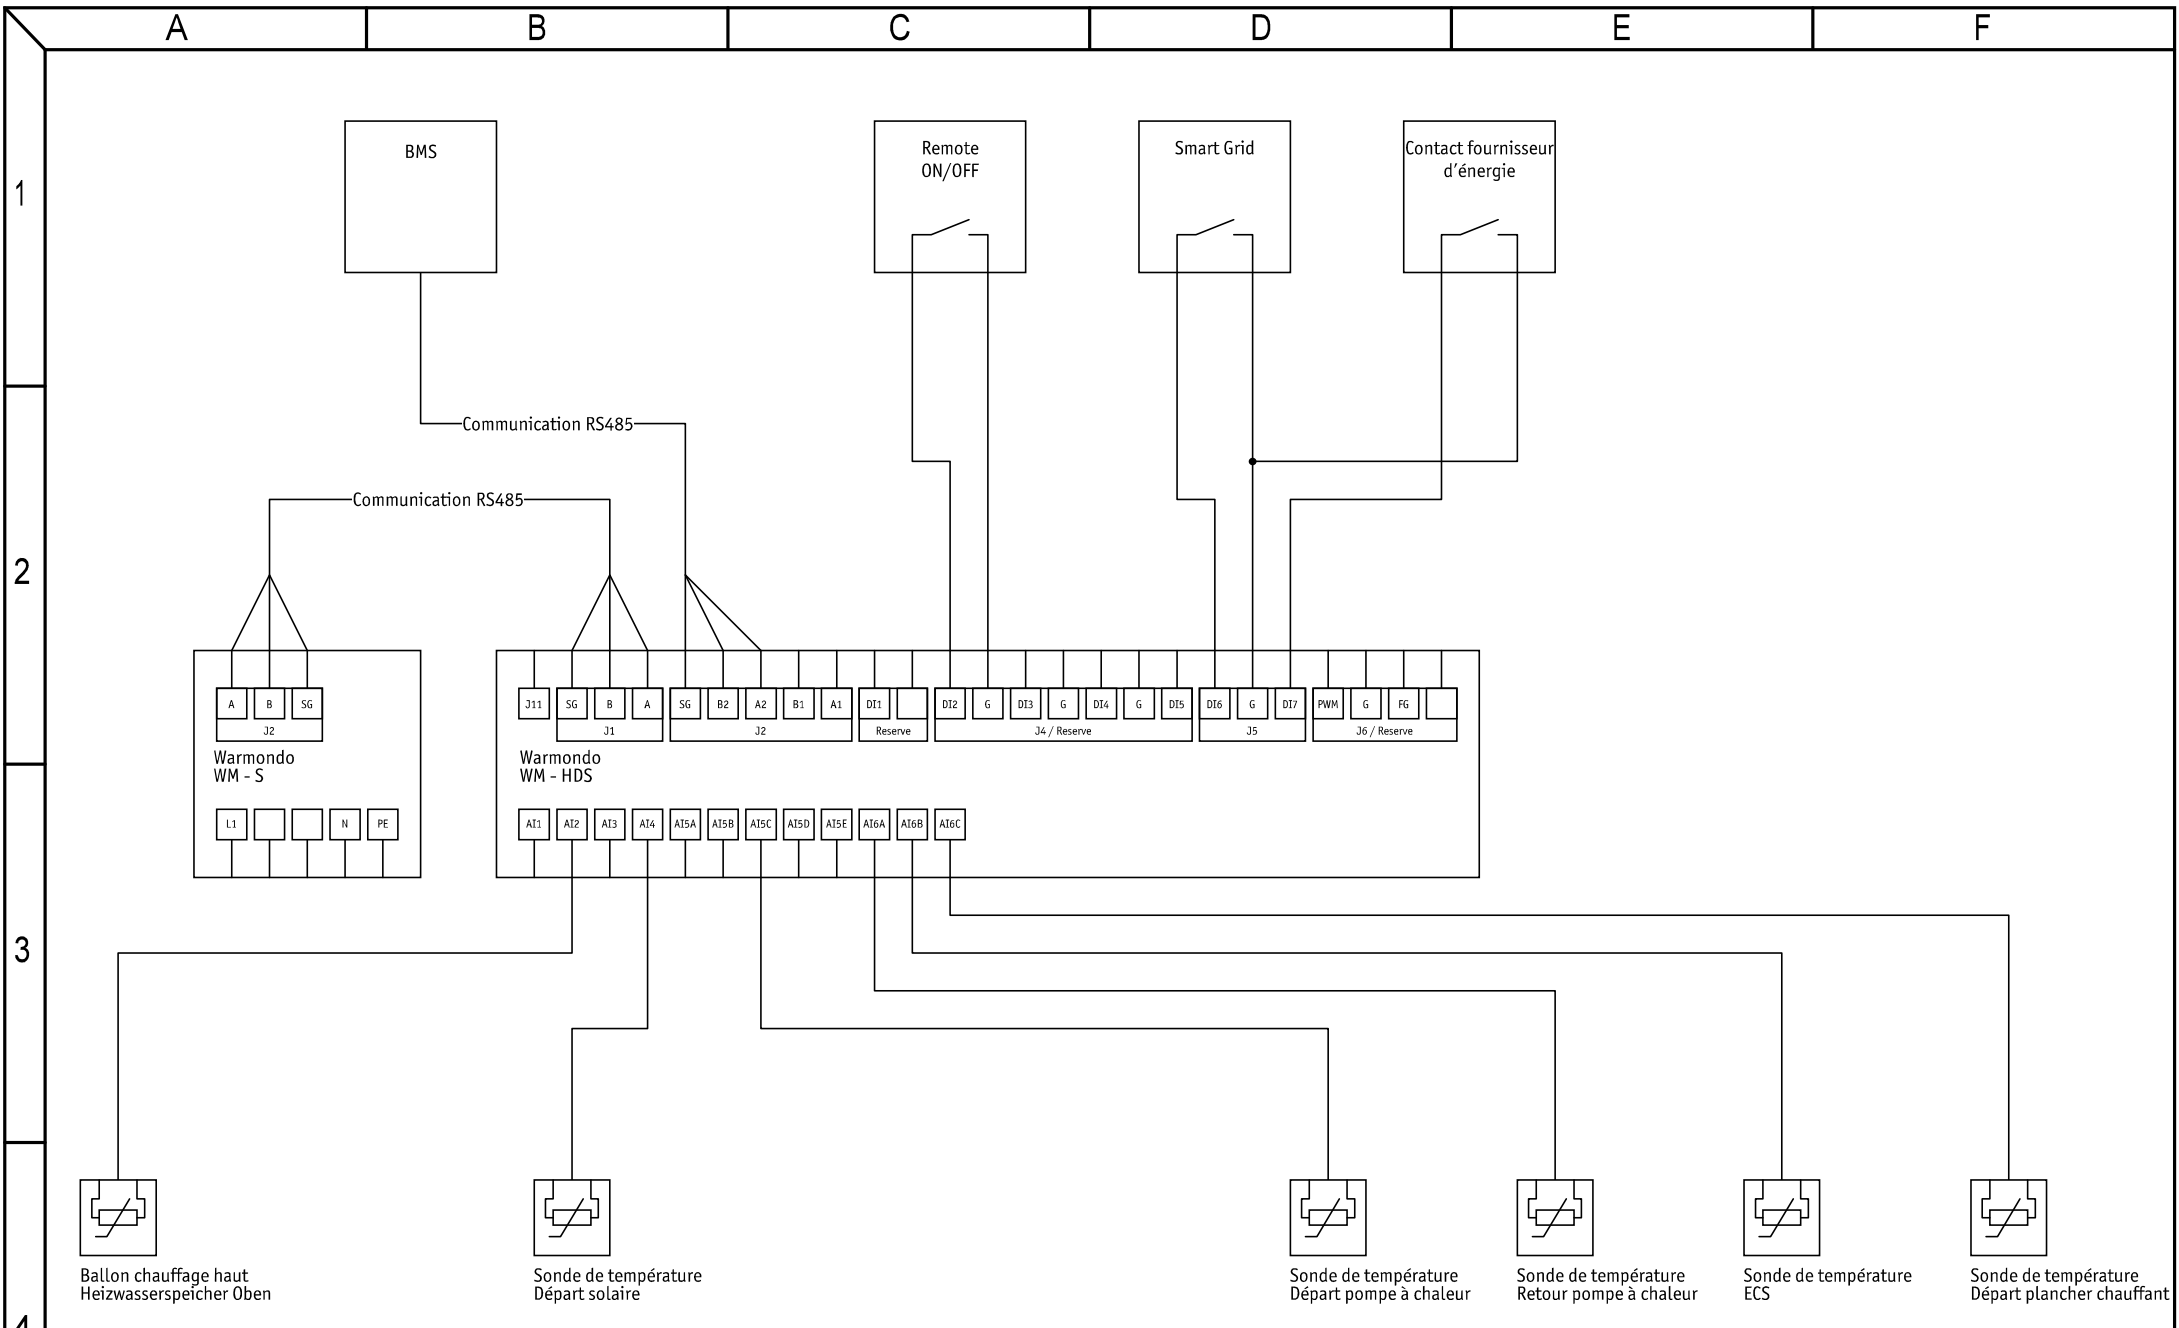 A B C D E F
1
BMS
Remote
ON/OFF
Smart Grid
Contact fournisseur
d'énergie
Communication RS485
Communication RS485
2
A B SG
J2
Warmondo
WM - S
L1 N PE
J11 SG B A SG B2 A2 B1 A1 DI1 DI2 G DI3 G DI4 G DI5 DI6 G DI7 PWM G FG
J1 J2 Reserve J4 / Reserve J5 J6 / Reserve
Warmondo
WM - HDS
AI1 AI2 AI3 AI4 AI5A AI5B AI5C AI5D AI5E AI6A AI6B AI6C
3
Ballon chauffage haut
Heizwasserspeicher Oben
Sonde de température
Départ solaire
Sonde de température
Départ pompe à chaleur
Sonde de température
Retour pompe à chaleur
Sonde de température
ECS
Sonde de température
Départ plancher chauffant
4